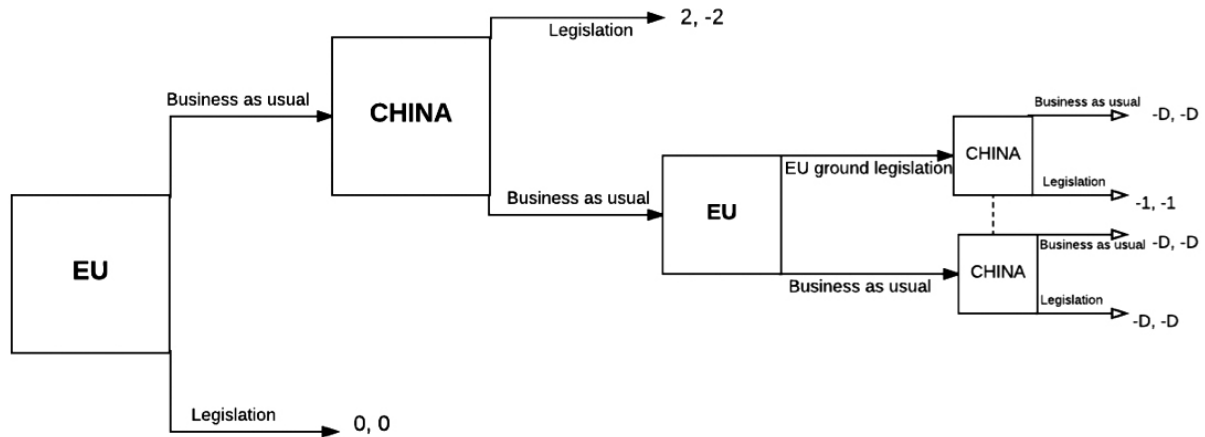 2, -2
Legislation
Business as usual
CHINA
Business as usual
-D, -D
CHINA
EU ground legislation
Legislation
Business as usual
-1, -1
EU
Business as usual
-D, -D
EU
CHINA
Business as usual
Legislation
-D, -D
Legislation
0, 0